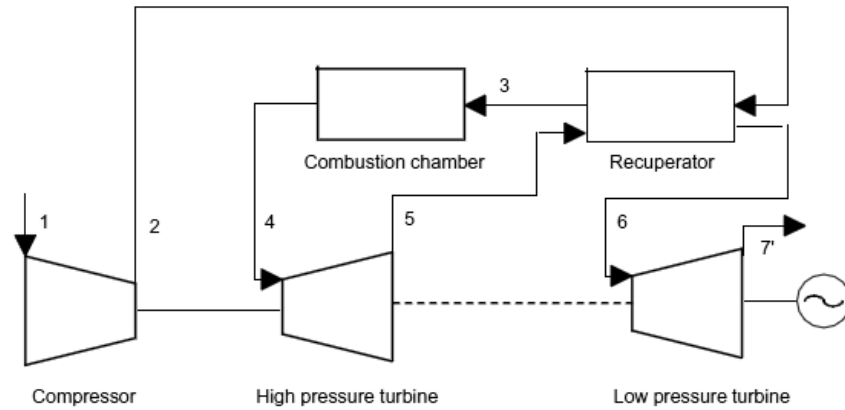 3
Combustion chamber
Recuperator
1
2
4
5
6
7'
Compressor
High pressure turbine
Low pressure turbine